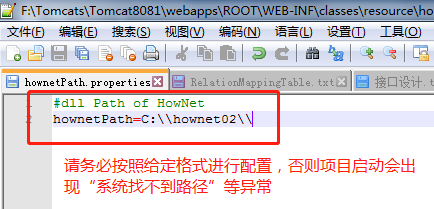 F:\Tomcats\Tomcat8081\webapps\ROOT\WEB-INF\classes\resource\ho
文件(F) 编辑(E) 搜索(S) 视图(V) 编码(N) 语言(L) 设置(T) 工具(O)
hownetPath.properties RelationMappingTable.txt 接口设计.t
1 #dll Path of HowNet
2 hownetPath=C:\\hownet02\\
请务必按照给定格式进行配置，否则项目启动会出
现“系统找不到路径”等异常